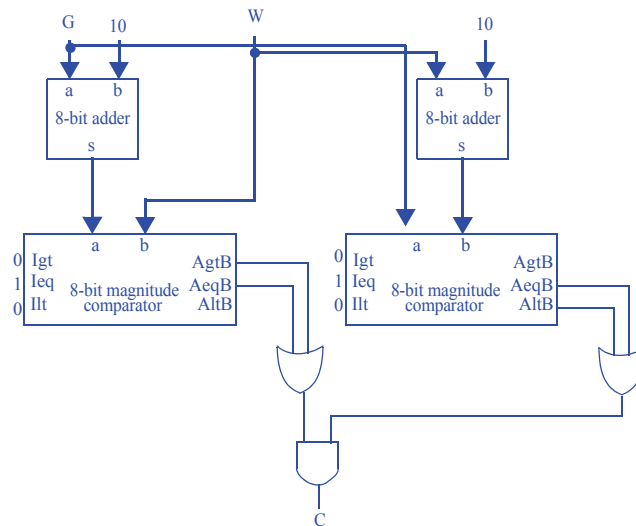 G 10 W 10
a b a b
8-bit adder 8-bit adder
s s
a b a b
0 Igt AgtB 0 Igt AgtB
1 Ieq 8-bit magnitude AeqB 1 Ieq 8-bit magnitude AeqB
0 Ilt comparator AltB 0 Ilt comparator AltB
C